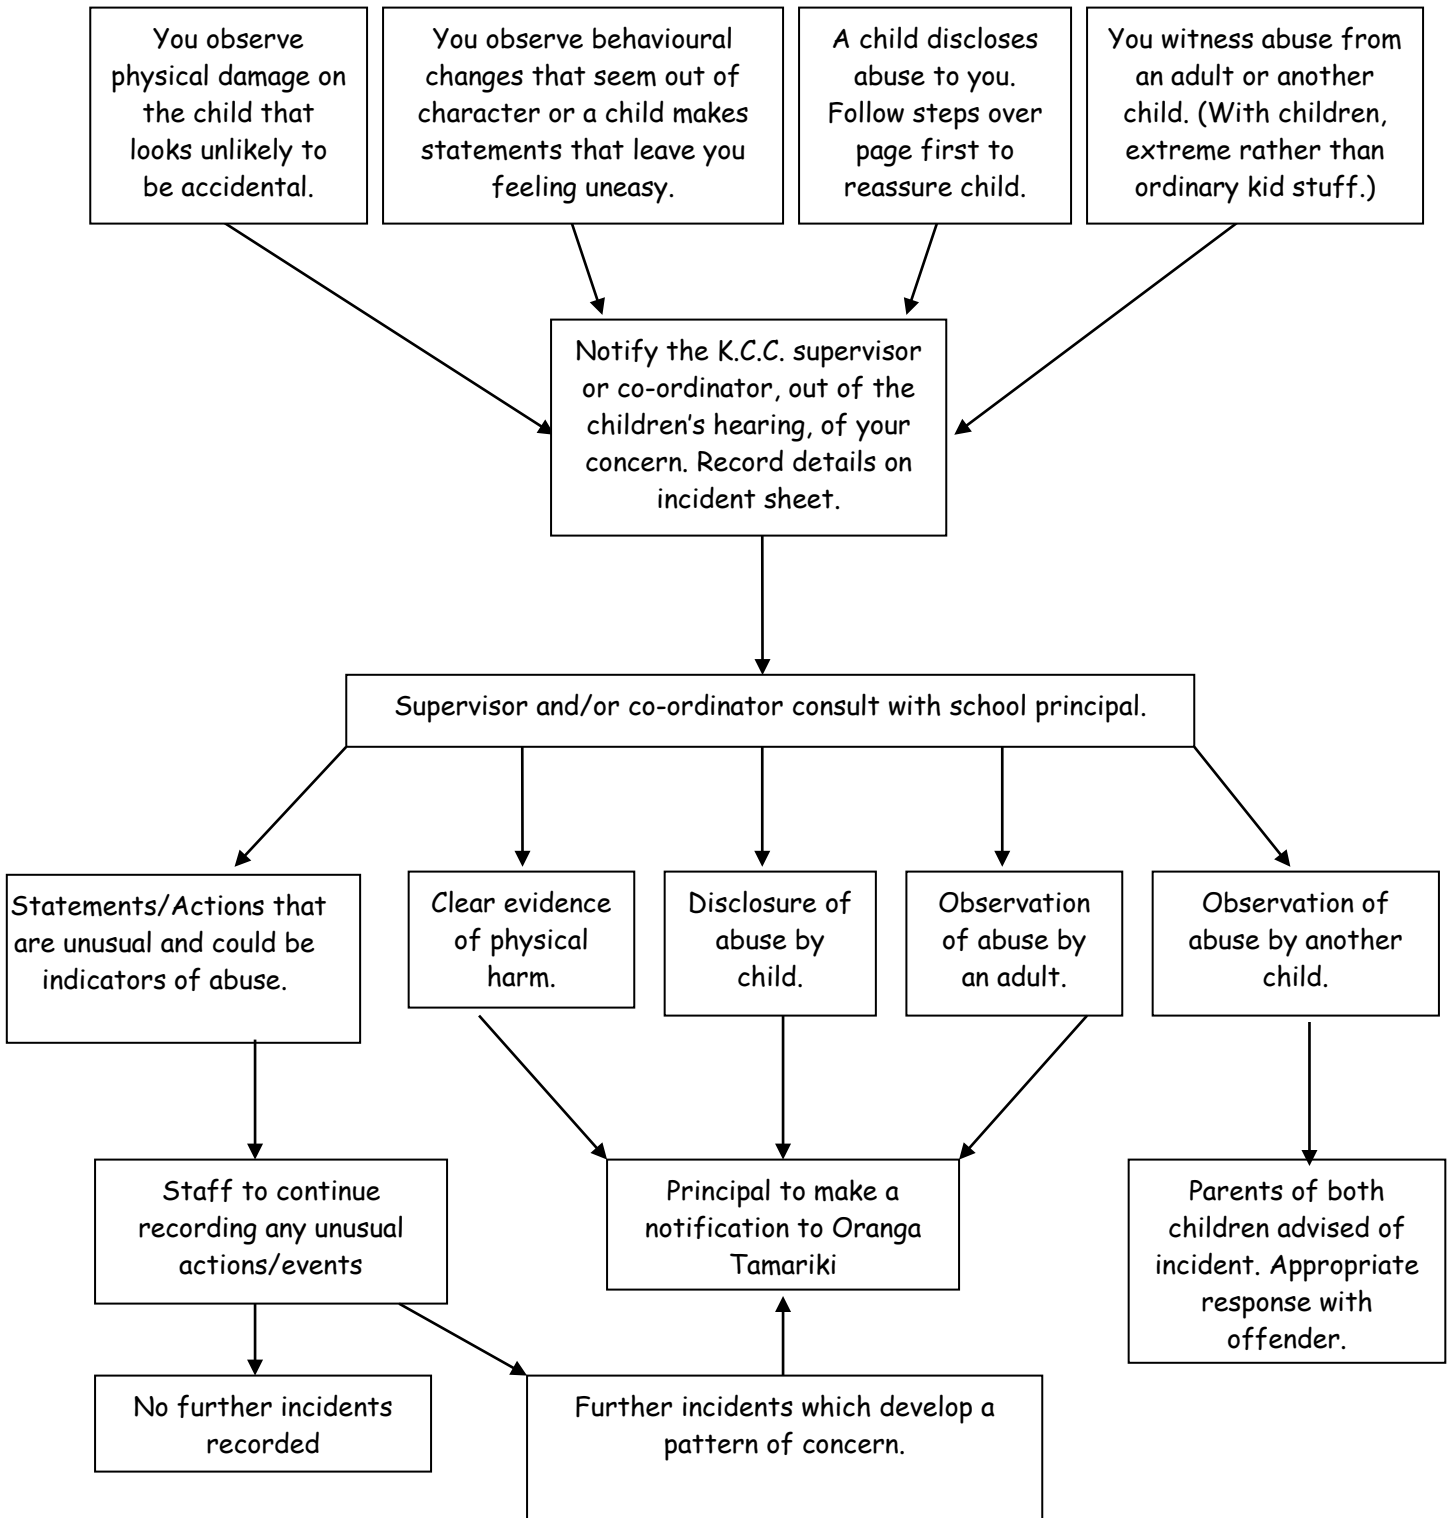 You observe
physical damage on
the child that
looks unlikely to
be accidental.
You observe behavioural
changes that seem out of
character or a child makes
statements that leave you
feeling uneasy.
A child discloses
abuse to you.
Follow steps over
page first to
reassure child.
You witness abuse from
an adult or another
child. (With children,
extreme rather than
ordinary kid stuff.)
Notify the K.C.C. supervisor
or co-ordinator, out of the
children's hearing, of your
concern. Record details on
incident sheet.
Supervisor and/or co-ordinator consult with school principal.
Statements/Actions that
are unusual and could be
indicators of abuse.
Clear evidence
of physical
harm.
Disclosure of
abuse by
child.
Observation
of abuse by
an adult.
Observation of
abuse by another
child.
Staff to continue
recording any unusual
actions/events
Principal to make a
notification to Oranga
Tamariki
Parents of both
children advised of
incident. Appropriate
response with
offender.
No further incidents
recorded
Further incidents which develop a
pattern of concern.